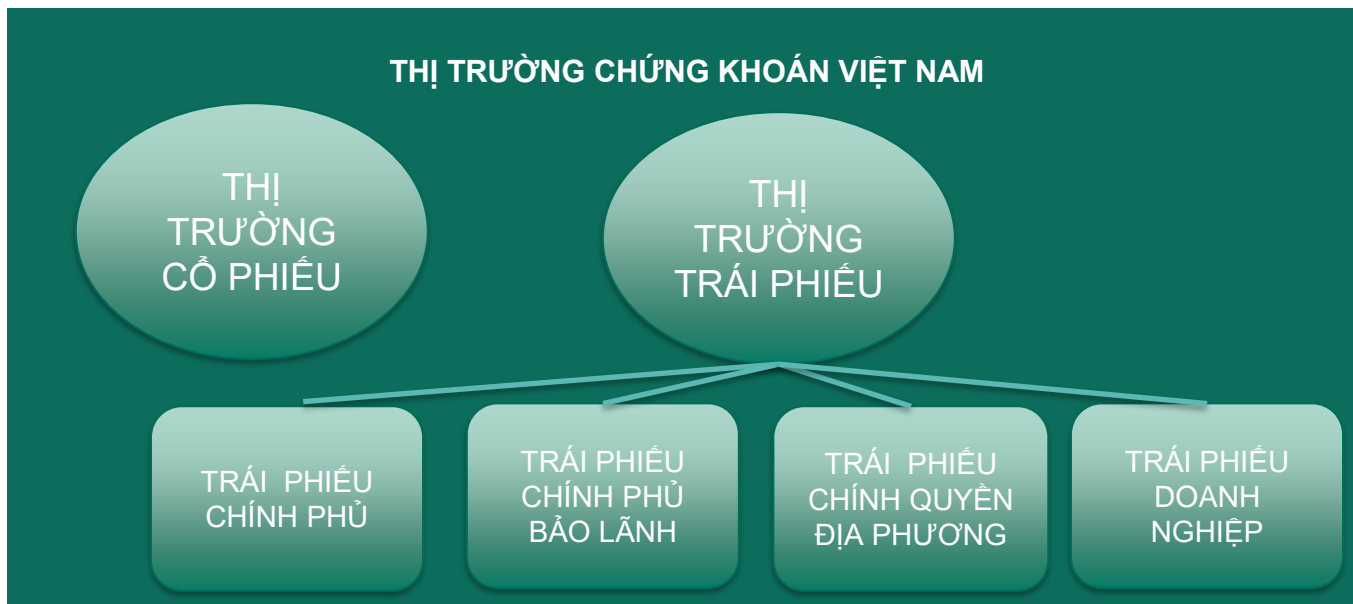 THỊ TRƯỜNG CHỨNG KHOÁN VIỆT NAM
THỊ
TRƯỜNG
CỔ PHIẾU
THỊ
TRƯỜNG
TRÁI PHIẾU
TRÁI PHIẾU
CHÍNH PHỦ
TRÁI PHIẾU
CHÍNH PHỦ
BẢO LÃNH
TRÁI PHIẾU
CHÍNH QUYỀN
ĐỊA PHƯƠNG
TRÁI PHIẾU
DOANH
NGHIỆP